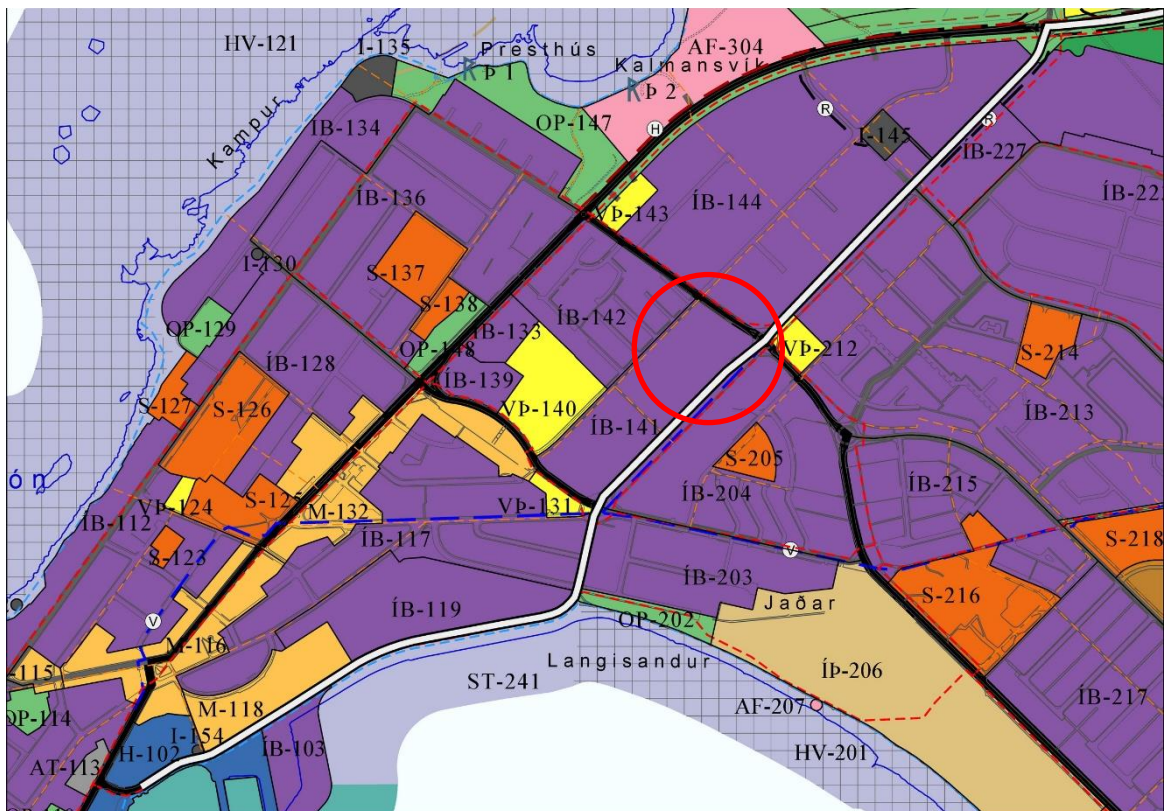 HV-121
I-135
Presthús
Þ 1
AF-304
Kalmansvík
Þ 2
H
R
Kampur
ÍB-134
OP-147
I-145
R
ÍB-227
ÍB-136
VÞ-143
ÍB-144
I-130
S-137
S-138
ÍB-133
ÍB-142
OP-129
OP-148
VÞ-212
S-214
ÍB-128
ÍB-139
S-127
S-126
VÞ-140
ÍB-141
ÍB-213
S-205
ón
VÞ-124
S-125
M-132
VÞ-131
ÍB-204
ÍB-215
ÍB-112
ÍB-117
S-123
V
S-218
ÍB-203
S-216
V
ÍB-119
Jaðar
OP-202
M-116
Langisandur
ÍÞ-206
ST-241
-115
OP-114
M-118
AF-207
ÍB-217
I-154
H-102
ÍB-103
HV-201
AT-113